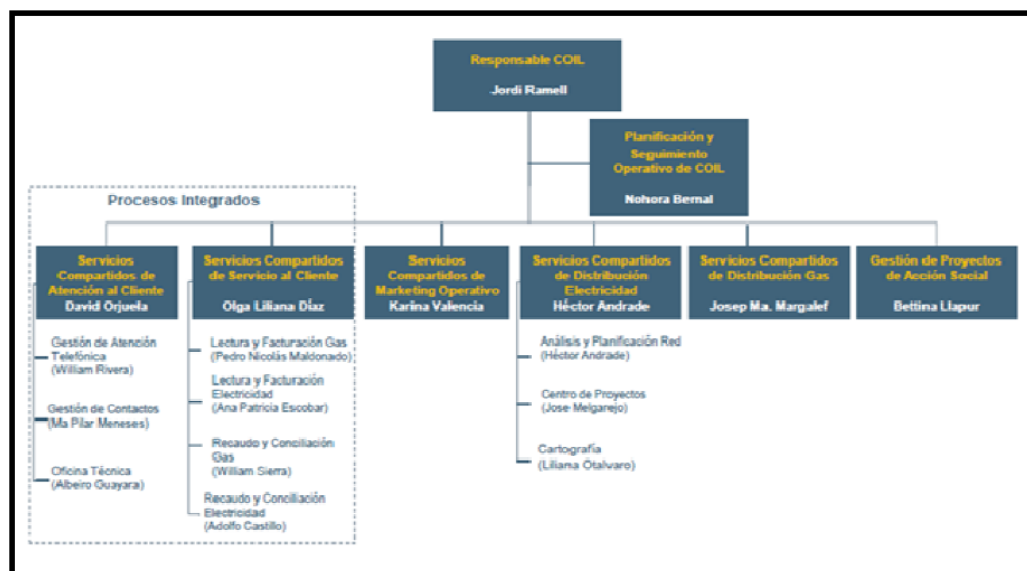 Responsable COIL
Jordi Ramell
Planificación y
Seguimiento
Operativo de COIL
Nohora Bernal
Procesos Integrados
Servicios
Compartidos de
Atención al Cliente
David Orjuela
Servicios Compartidos
de Servicio al Cliente
Olga Liliana Díaz
Servicios
Compartidos de
Marketing Operativo
Karina Valencia
Servicios Compartidos
de Distribución
Electricidad
Héctor Andrade
Servicios Compartidos
de Distribución Gas
Josep Ma. Margalef
Gestión de Proyectos
de Acción Social
Bettina Llapur
Gestión de Atención
Telefónica
(William Rivera)
Gestión de Contactos
(Ma Pilar Meneses)
Oficina Técnica
(Albeiro Guayara)
Lectura y Facturación Gas
(Pedro Nicolás Maldonado)
Lectura y Facturación
Electricidad
(Ana Patricia Escobar)
Recaudo y Conciliación
Gas
(William Sierra)
Recaudo y Conciliación
Electricidad
(Adolfo Castillo)
Análisis y Planificación Red
(Héctor Andrade)
Centro de Proyectos
(Jose Melgarejo)
Cartografía
(Liliana Otalvaro)